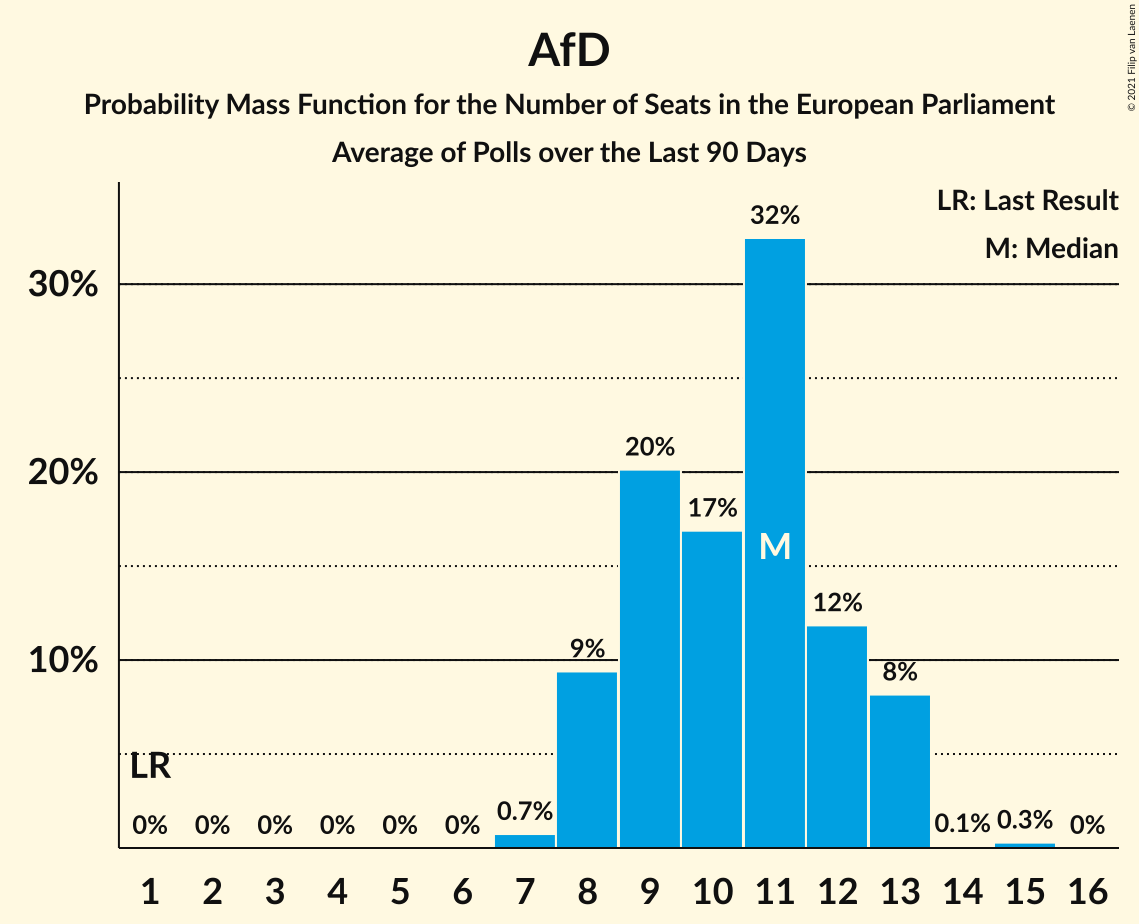 AfD
Probability Mass Function for the Number of Seats in the European Parliament
Average of Polls over the Last 90 Days
© 2021 Filip van Laenen
LR: Last Result
M: Median
32%
30%
20%
20%
17%
M
12%
9%
10%
8%
LR
0% 0% 0% 0% 0% 0% 0.7% 0.1% 0.3% 0%
1 2 3 4 5 6 7 8 9 10 11 12 13 14 15 16